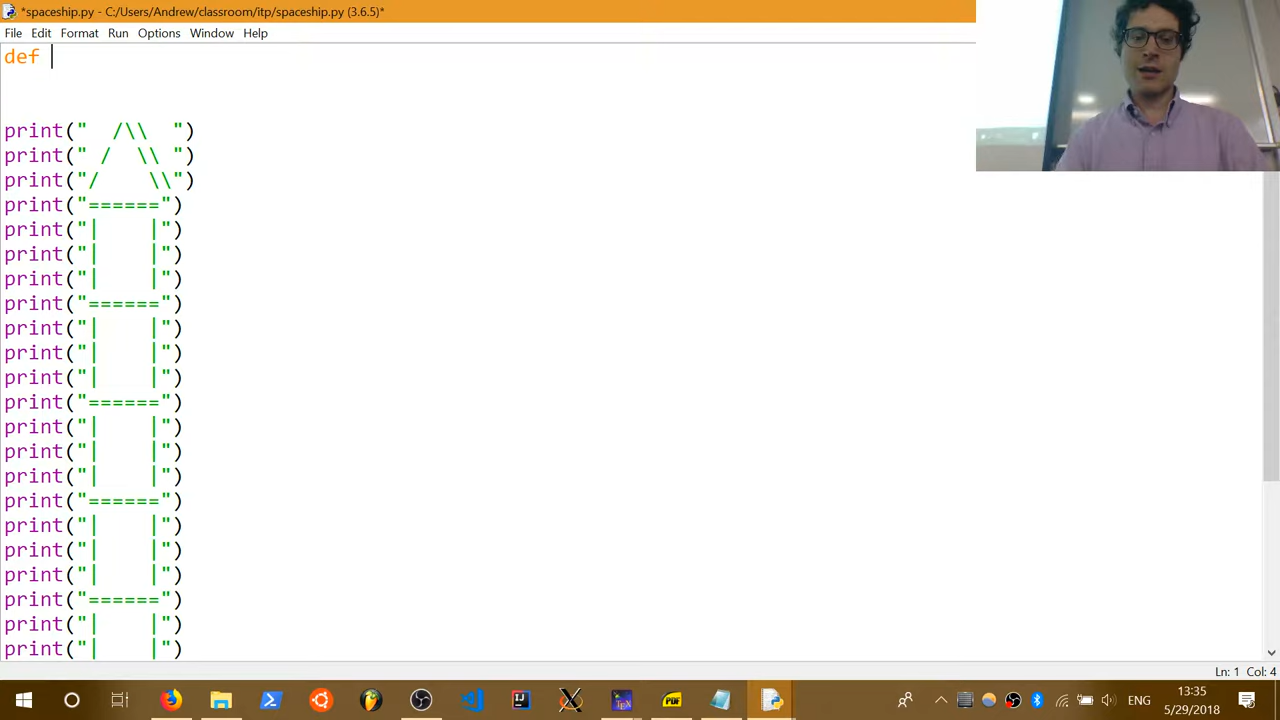 *spaceship.py - C:/Users/Andrew/classroom/itp/spaceship.py (3.6.5)*
File Edit Format Run Options Window Help
def
print("  /\\  ")
print(" /  \\ ")
print("/    \\")
print("======")
print("|    |")
print("|    |")
print("|    |")
print("======")
print("|    |")
print("|    |")
print("|    |")
print("======")
print("|    |")
print("|    |")
print("|    |")
print("======")
print("|    |")
print("|    |")
print("|    |")
print("======")
print("|    |")
print("|    |")
Ln: 1 Col: 4
ENG
13:35
5/29/2018